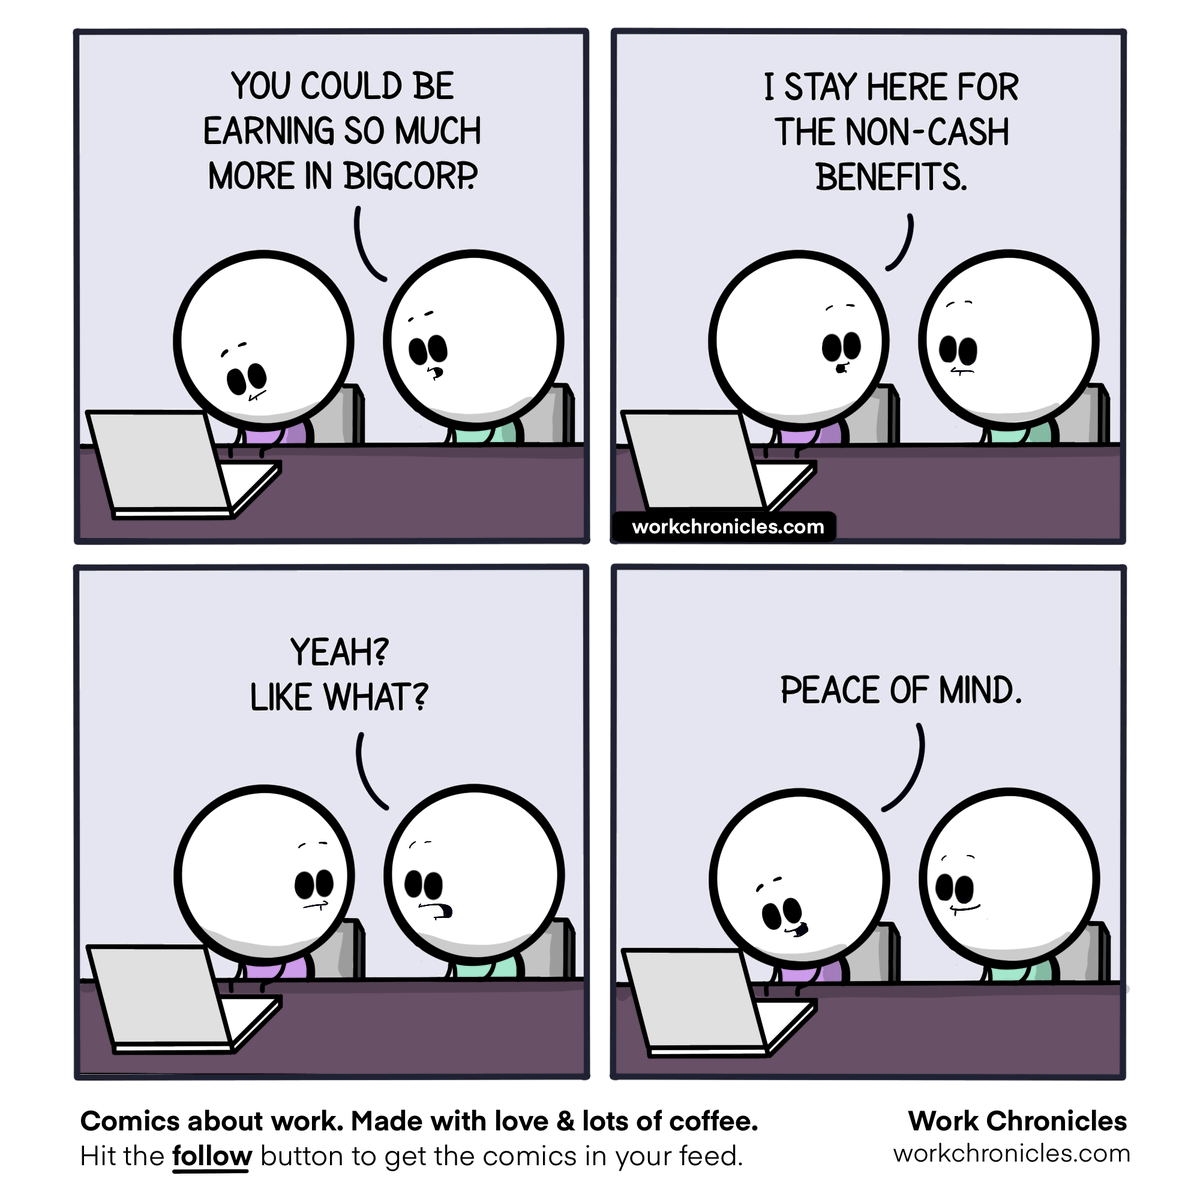 YOU COULD BE
EARNING SO MUCH
MORE IN BIGCORP.
I STAY HERE FOR
THE NON-CASH
BENEFITS.
workchronicles.com
YEAH?
LIKE WHAT?
PEACE OF MIND.
Comics about work. Made with love & lots of coffee.
Hit the follow button to get the comics in your feed.
Work Chronicles
workchronicles.com